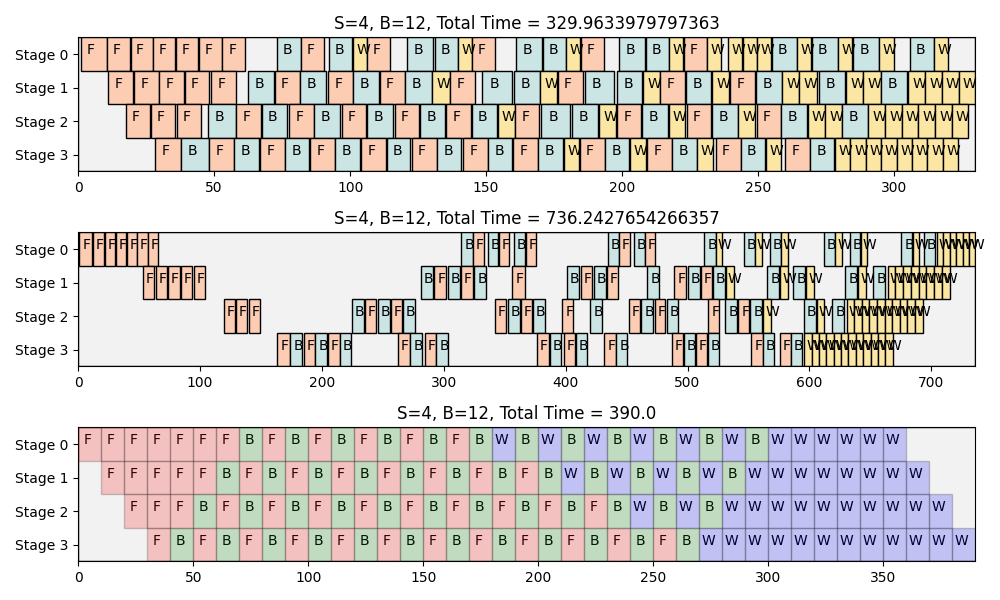 S=4, B=12, Total Time = 329.9633979797363
Stage 0 F F F F F F F B F B W F B B W F B B W F B B W F W W W W B W B W B W B W
Stage 1 F F F F F B F B F B F B W F B B W F B B W F B W F B W W B W W B W W W W
Stage 2 F F F B F B F B F B F B F B W F B B W F B W F B W F B W W B W W W W W W
Stage 3 F B F B F B F B F B F B F B F B W F B W F B W F B W F B W W W W W W W W
0 50 100 150 200 250 300
S=4, B=12, Total Time = 736.2427654266357
Stage 0 F F F F F F F B F B F B F B F B F B W B W B W B W B W B W B W W W W W W
Stage 1 F F F F F B F B F B F B F B F B F B F B W B W B W B W B W W W W W W W W
Stage 2 F F F B F B F B F B F B F B F B F B F B F B W B W B W W W W W W W W W W
Stage 3 F B F B F B F B F B F B F B F B F B F B F B F B W W W W W W W W W W W W
0 100 200 300 400 500 600 700
S=4, B=12, Total Time = 390.0
Stage 0 F F F F F F F B F B F B F B F B F B W B W B W B W B W B W B W W W W W W
Stage 1 F F F F F B F B F B F B F B F B F B F B W B W B W B W B W W W W W W W W
Stage 2 F F F B F B F B F B F B F B F B F B F B F B W B W B W W W W W W W W W W
Stage 3 F B F B F B F B F B F B F B F B F B F B F B F B W W W W W W W W W W W W
0 50 100 150 200 250 300 350